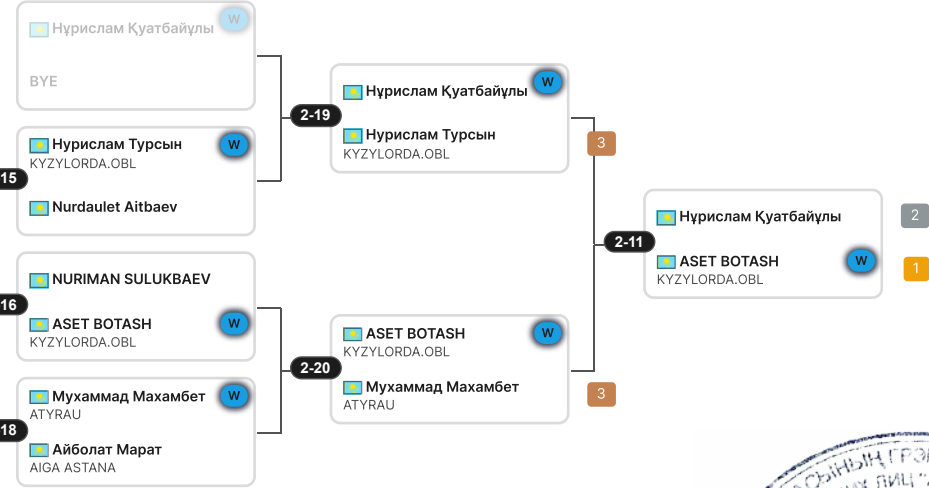 Нұрислам Қуатбайұлы
W
BYE
15
Нурислам Турсын
W
KYZYLORDA.OBL
Nurdaulet Aitbaev
16
NURIMAN SULUKBAEV
ASET BOTASH
W
KYZYLORDA.OBL
18
Мухаммад Махамбет
W
ATYRAU
Айболат Марат
AIGA ASTANA
2-19
Нұрислам Қуатбайұлы
W
Нурислам Турсын
KYZYLORDA.OBL
3
2-20
ASET BOTASH
W
KYZYLORDA.OBL
Мухаммад Махамбет
ATYRAU
3
2-11
Нұрислам Қуатбайұлы
2
ASET BOTASH
W
KYZYLORDA.OBL
1